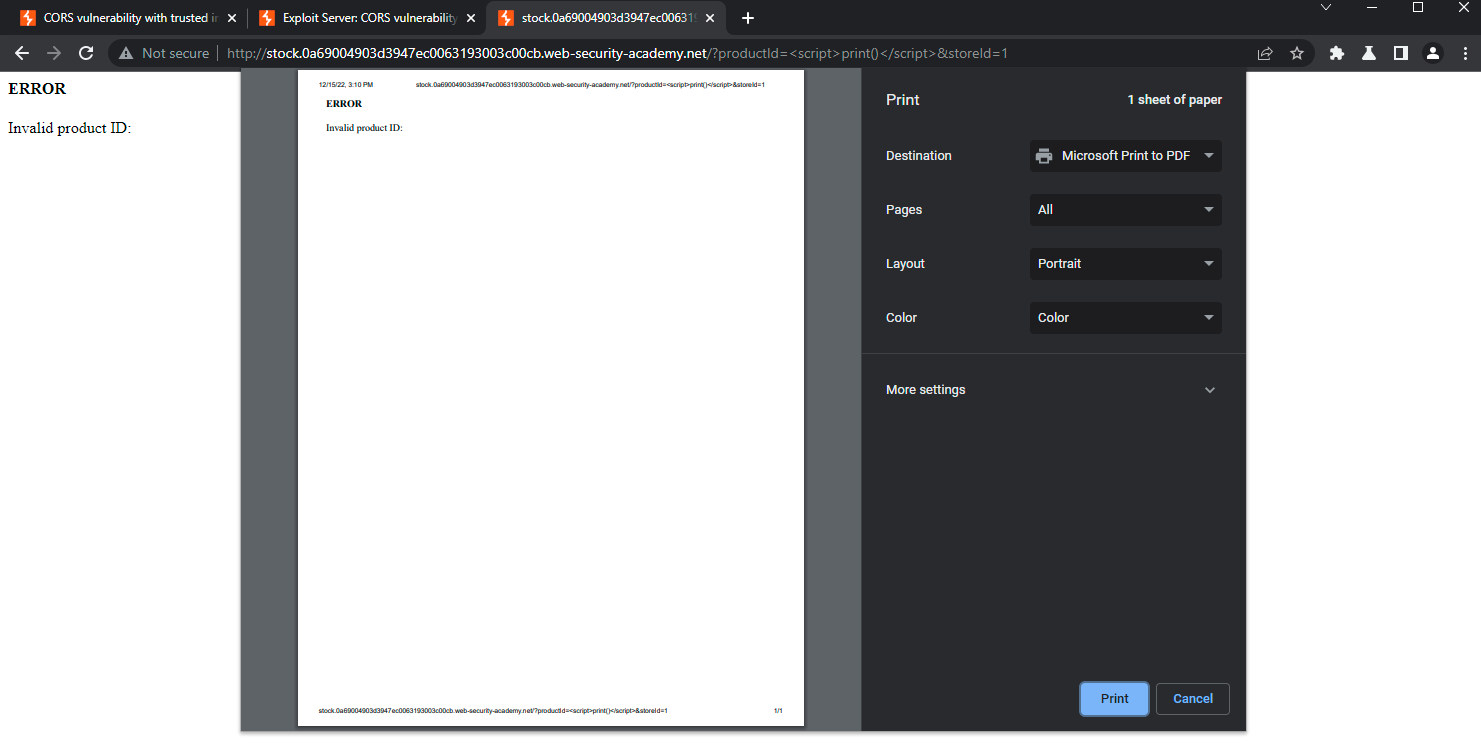 CORS vulnerability with trusted in
Exploit Server: CORS vulnerability
stock.0a69004903d3947ec00631
Not secure
http://stock.0a69004903d3947ec0063193003c00cb.web-security-academy.net/?productId=<script>print()</script>&storeId=1
ERROR
Invalid product ID:
12/15/22, 3:10 PM stock.0a69004903d3947ec0063193003c00cb.web-security-academy.net/?productId=<script>print()</script>&storeId=1
ERROR
Invalid product ID:
stock.0a69004903d3947ec0063193003c00cb.web-security-academy.net/?productId=<script>print()</script>&storeId=1 1/1
Print 1 sheet of paper
Destination Microsoft Print to PDF
Pages All
Layout Portrait
Color Color
More settings
Print Cancel